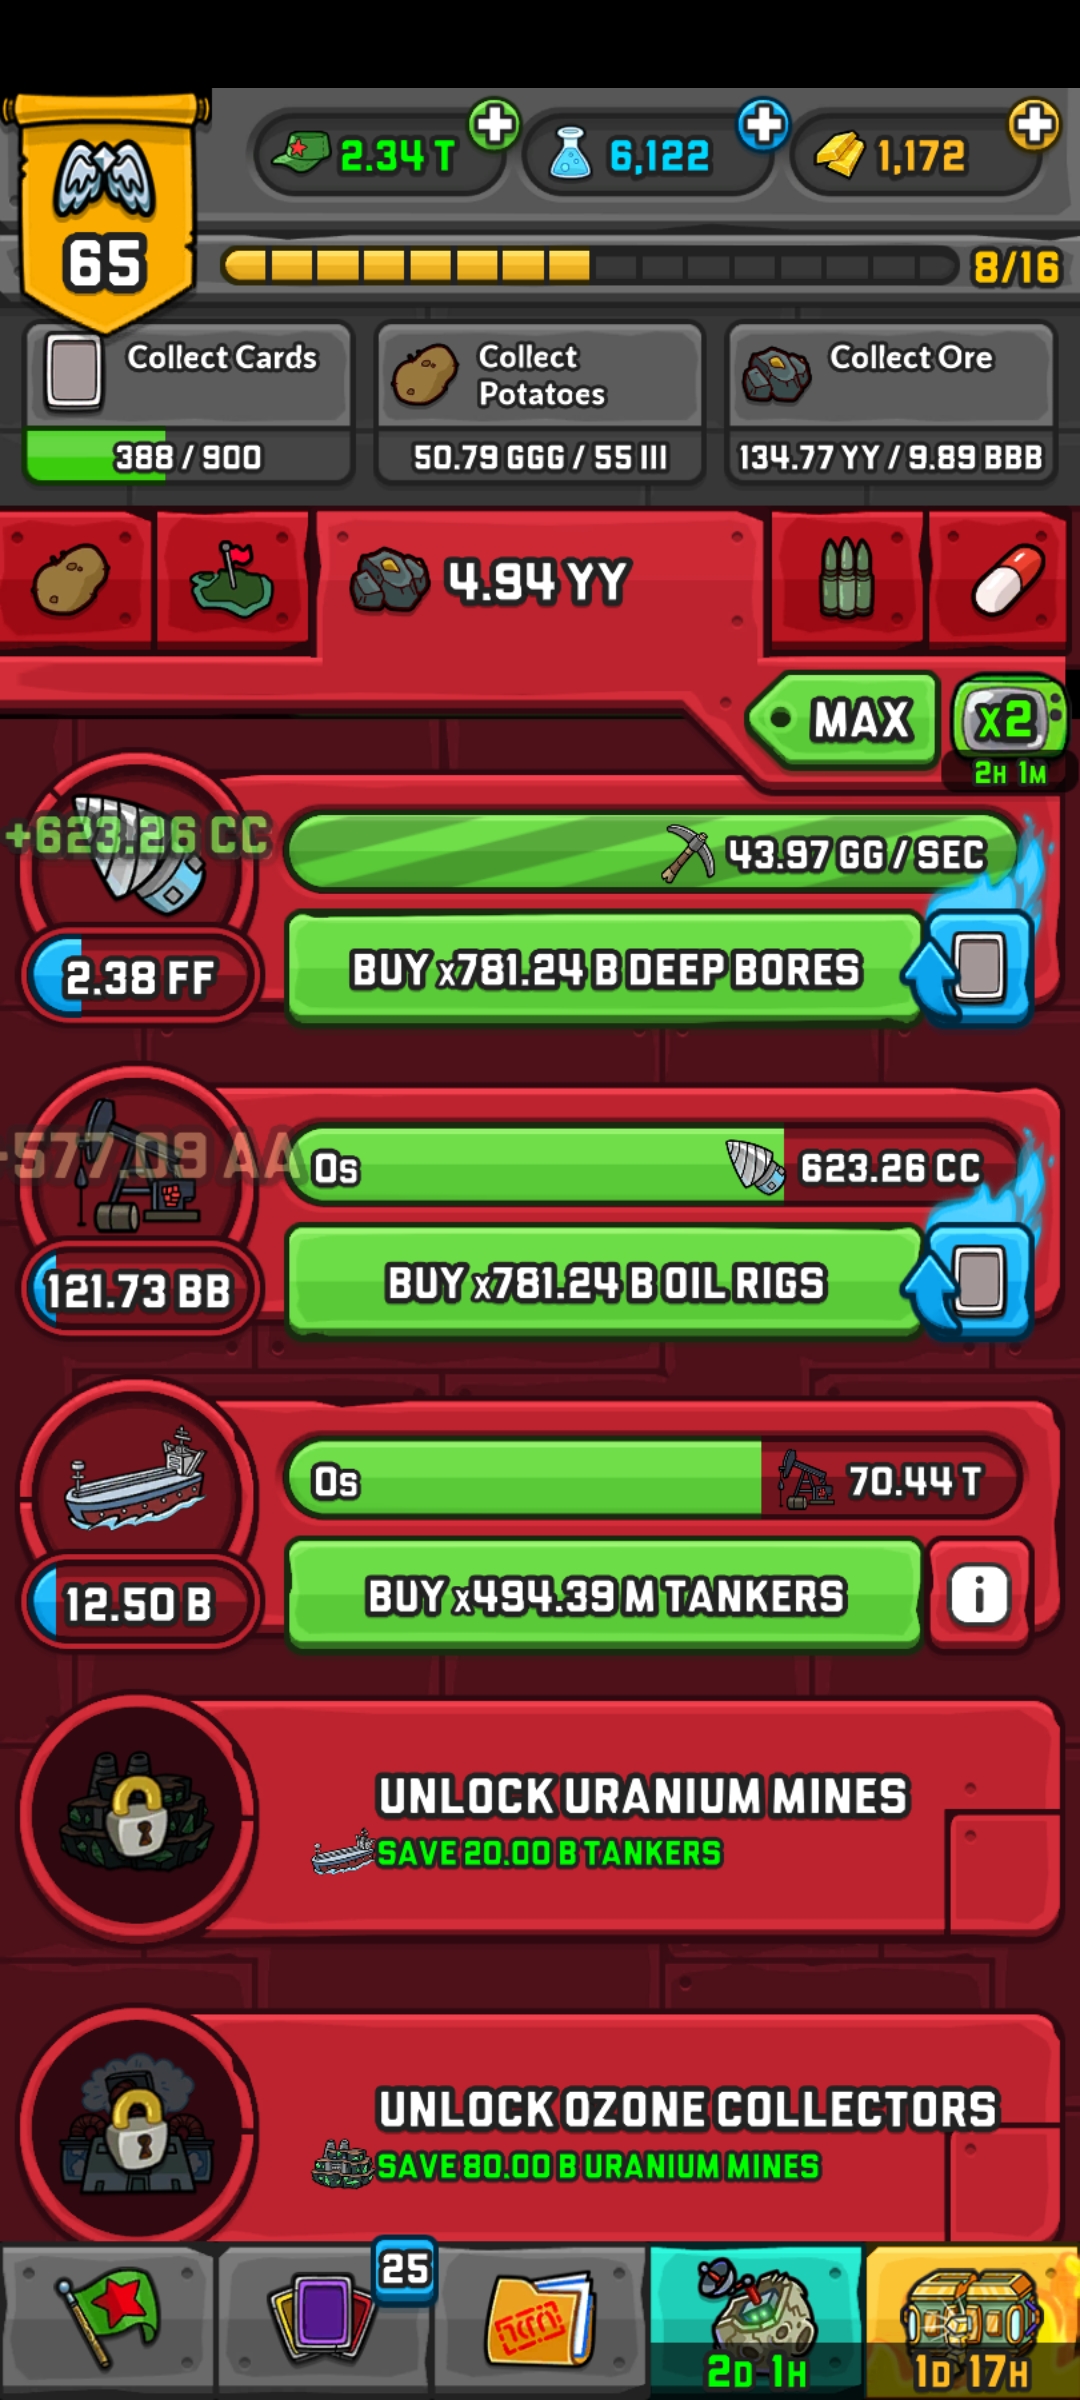 65
2.34 T
6,122
1,172
8/16
Collect Cards
388 / 900
Collect
Potatoes
50.79 GGG / 55 III
Collect Ore
134.77 YY / 9.89 BBB
4.94 YY
MAX
x2
2H 1M
+623.26 CC
43.97 GG / SEC
2.38 FF
BUY x781.24 B DEEP BORES
+577.09 AA
0s
623.26 CC
121.73 BB
BUY x781.24 B OIL RIGS
0s
70.44 T
12.50 B
BUY x494.39 M TANKERS
i
UNLOCK URANIUM MINES
SAVE 20.00 B TANKERS
UNLOCK OZONE COLLECTORS
SAVE 80.00 B URANIUM MINES
25
2D 1H
1D 17H